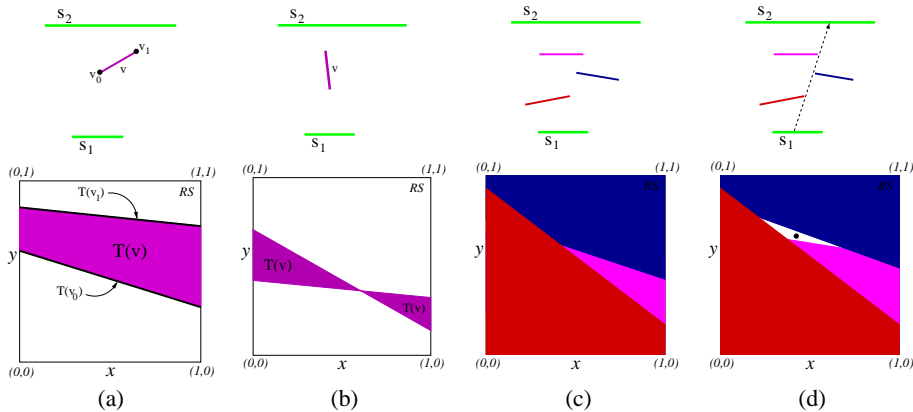 s2
v1
v0
v
s1
(0,1)
(1,1)
RS
T(v1)
T(v)
y
T(v0)
(0,0)
x
(1,0)
(a)
s2
v
s1
(0,1)
(1,1)
RS
y
T(v)
T(v)
(0,0)
x
(1,0)
(b)
s2
s1
(0,1)
(1,1)
RS
y
(0,0)
x
(1,0)
(c)
s2
s1
(0,1)
(1,1)
RS
y
(0,0)
x
(1,0)
(d)